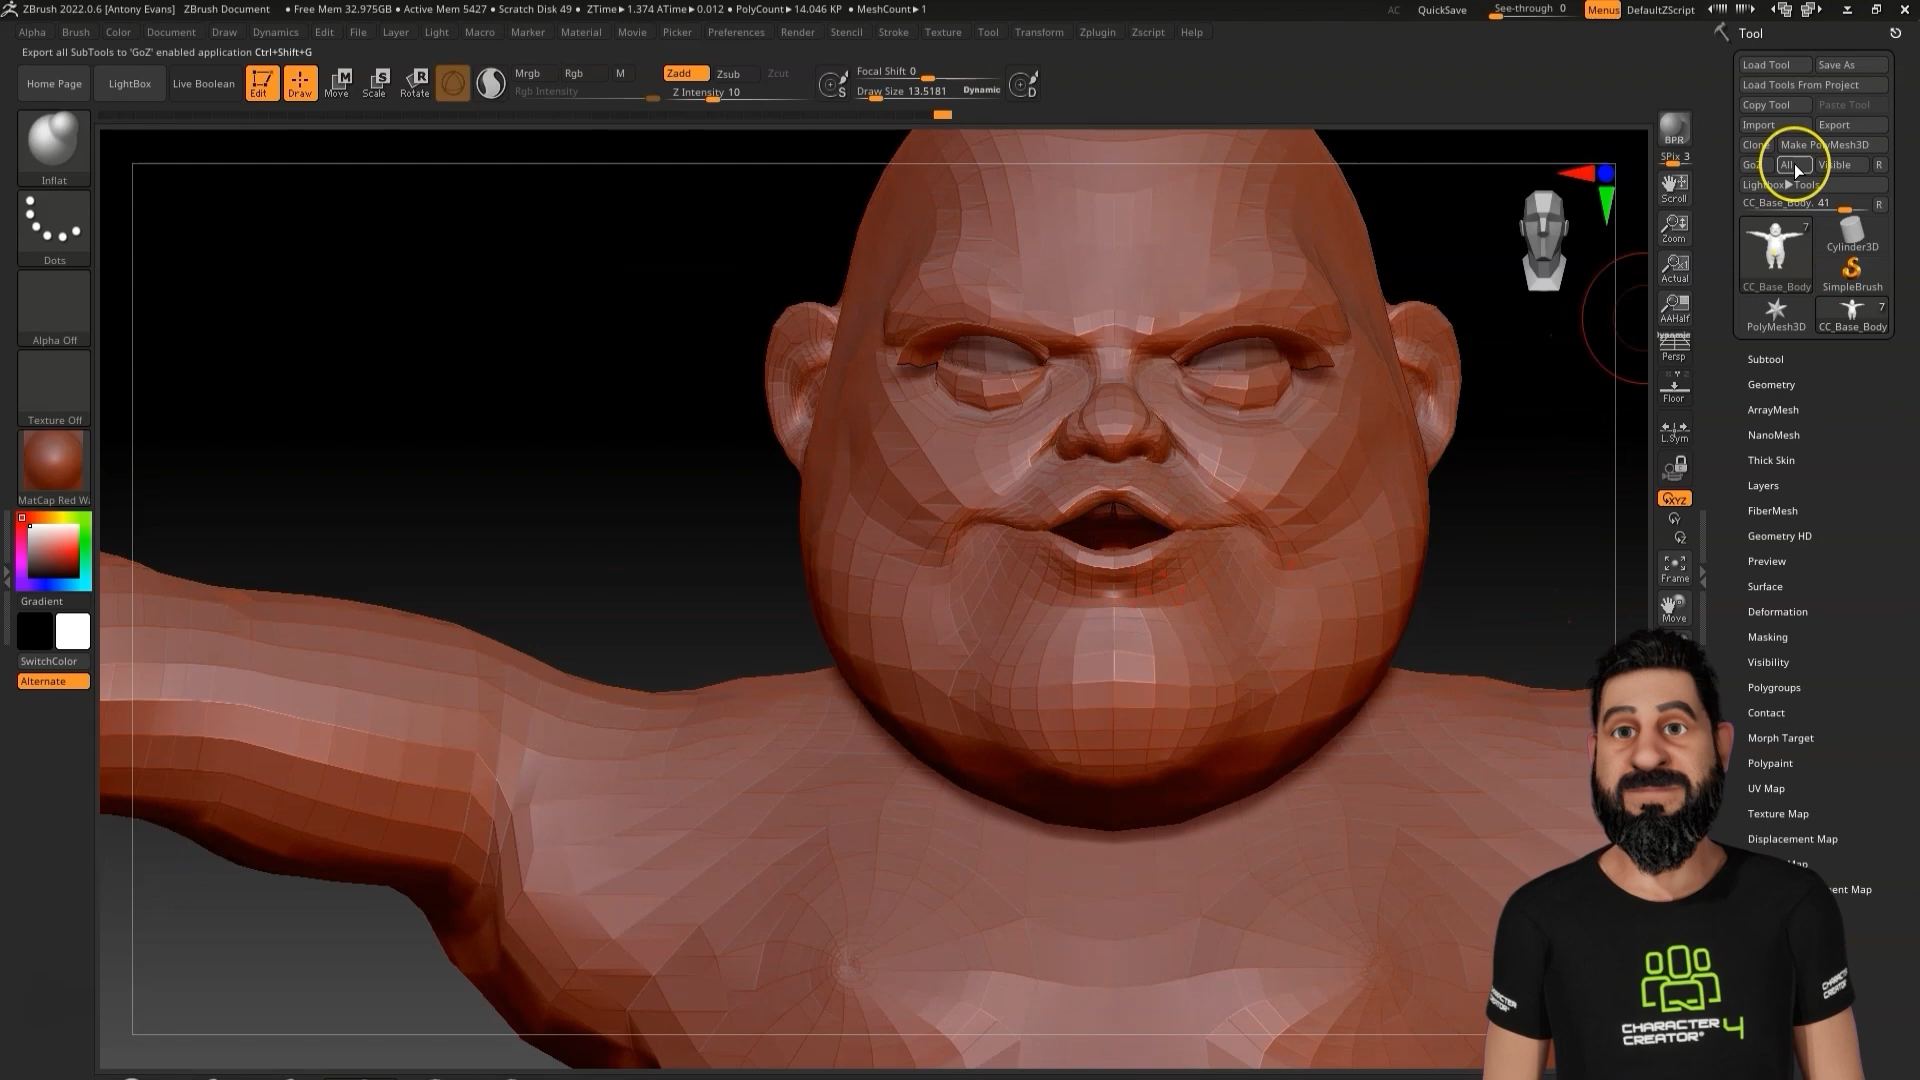 ZBrush 2022.0.6 [Antony Evans] ZBrush Document • Free Mem 32.975GB • Active Mem 5427 • Scratch Disk 49 • ZTime▶1.374 ATime▶0.012 • PolyCount▶14.046 KP • MeshCount▶1 AC QuickSave See-through 0 Menus DefaultZScript
Alpha Brush Color Document Draw Dynamics Edit File Layer Light Macro Marker Material Movie Picker Preferences Render Stencil Stroke Texture Tool Transform Zplugin Zscript Help
Export all SubTools to 'GoZ' enabled application Ctrl+Shift+G
Home Page LightBox Live Boolean Edit Draw Move Scale Rotate
Mrgb Rgb M
Rgb Intensity
Zadd Zsub Zcut
Z Intensity 10
Focal Shift 0
Draw Size 13.5181 Dynamic
S
D
Inflat
Dots
Alpha Off
Texture Off
MatCap Red W
Gradient
SwitchColor
Alternate
BPR
SPix 3
Scroll
Zoom
Actual
AAHalf
Dynamic
Persp
Floor
L.Sym
XYZ
Frame
Move
Tool
Load Tool Save As
Load Tools From Project
Copy Tool Paste Tool
Import Export
Clone Make PolyMesh3D
GoZ All Visible R
Lightbox▶Tools
CC_Base_Body. 41 R
7
CC_Base_Body
Cylinder3D
SimpleBrush
PolyMesh3D
7
CC_Base_Body
Subtool
Geometry
ArrayMesh
NanoMesh
Thick Skin
Layers
FiberMesh
Geometry HD
Preview
Surface
Deformation
Masking
Visibility
Polygroups
Contact
Morph Target
Polypaint
UV Map
Texture Map
Displacement Map
Map
ment Map
CHARACTER
CREATOR 4